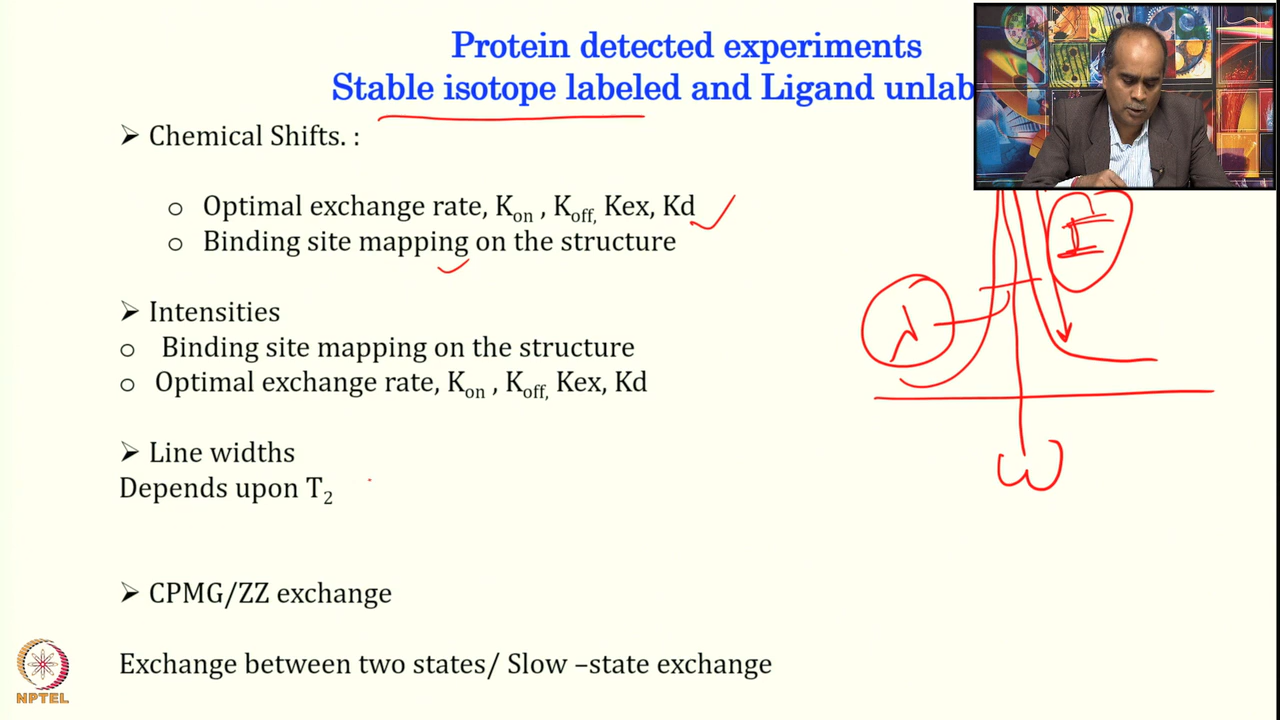 Protein detected experiments
Stable isotope labeled and Ligand
➤ Chemical Shifts. :
o Optimal exchange rate, Kon , Koff, Kex, Kd
o Binding site mapping on the structure
➤ Intensities
o Binding site mapping on the structure
o Optimal exchange rate, Kon , Koff, Kex, Kd
➤ Line widths
Depends upon T2
➤ CPMG/ZZ exchange
Exchange between two states/ Slow –state exchange
I
λ
ω
NPTEL